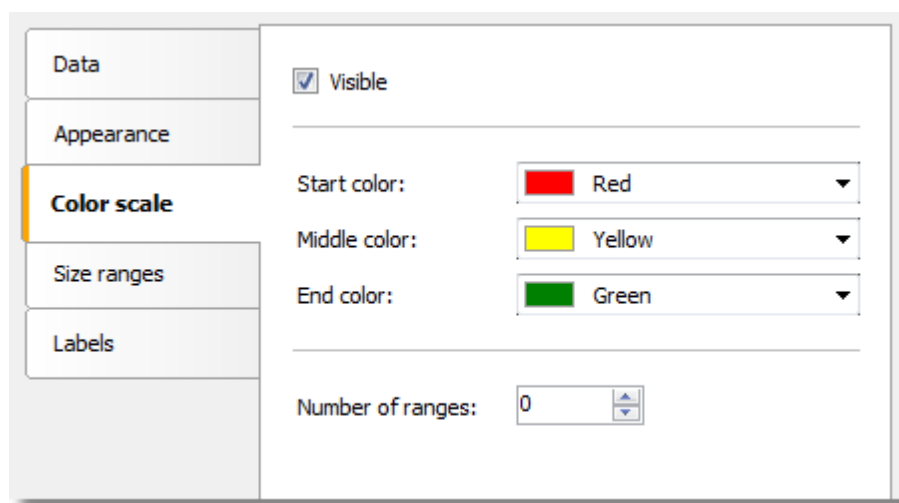 Data
Appearance
Color scale
Size ranges
Labels
Visible
Start color: Red
Middle color: Yellow
End color: Green
Number of ranges: 0